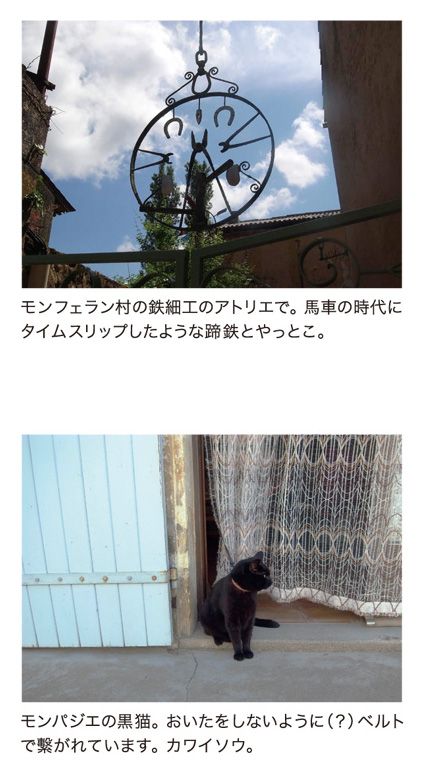 モンフェラン村の鉄細工のアトリエで。馬車の時代に
タイムスリップしたような蹄鉄とやっとこ。
モンパジエの黒猫。おいたをしないように（？）ベルト
で繋がれています。カワイソウ。